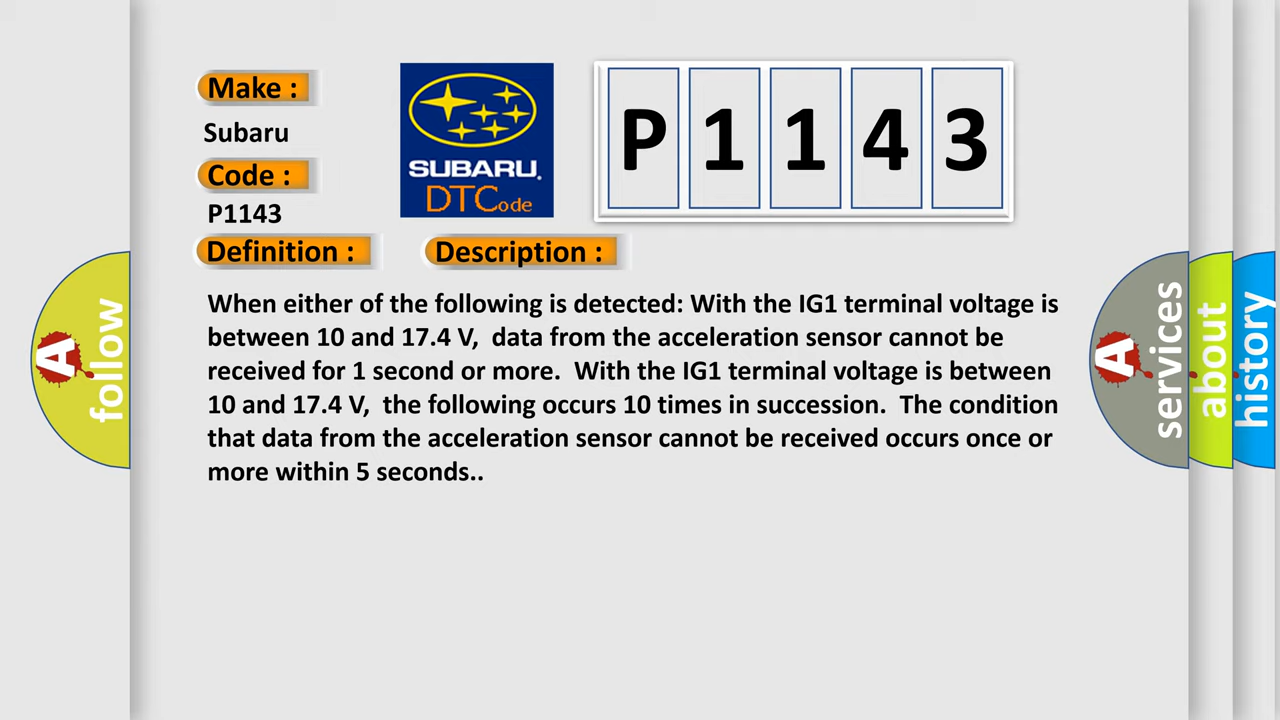 Make :
Subaru
Code :
P1143
SUBARU
DTCode
P1143
Definition :
Description :
When either of the following is detected: With the IG1 terminal voltage is
between 10 and 17.4 V,  data from the acceleration sensor cannot be
received for 1 second or more.  With the IG1 terminal voltage is between
10 and 17.4 V,  the following occurs 10 times in succession.  The condition
that data from the acceleration sensor cannot be received occurs once or
more within 5 seconds..
A follow
A services
about
history